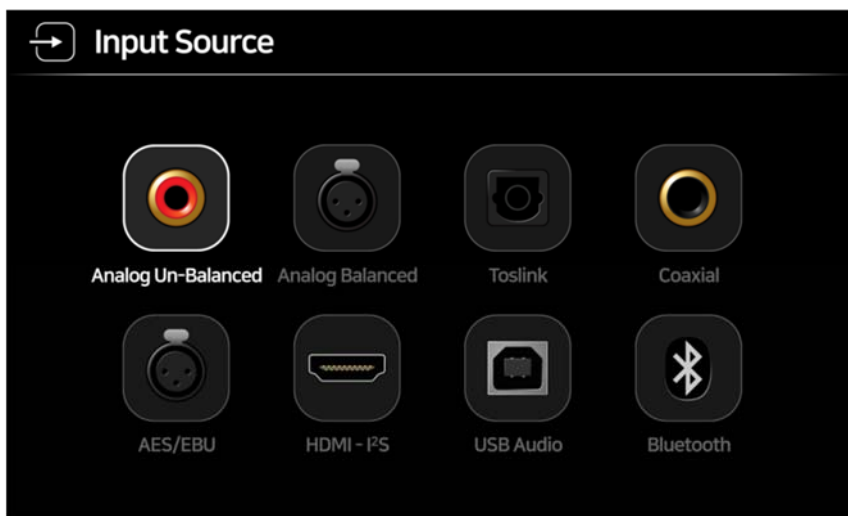 Input Source
Analog Un-Balanced Analog Balanced Toslink Coaxial
AES/EBU HDMI - I²S USB Audio Bluetooth